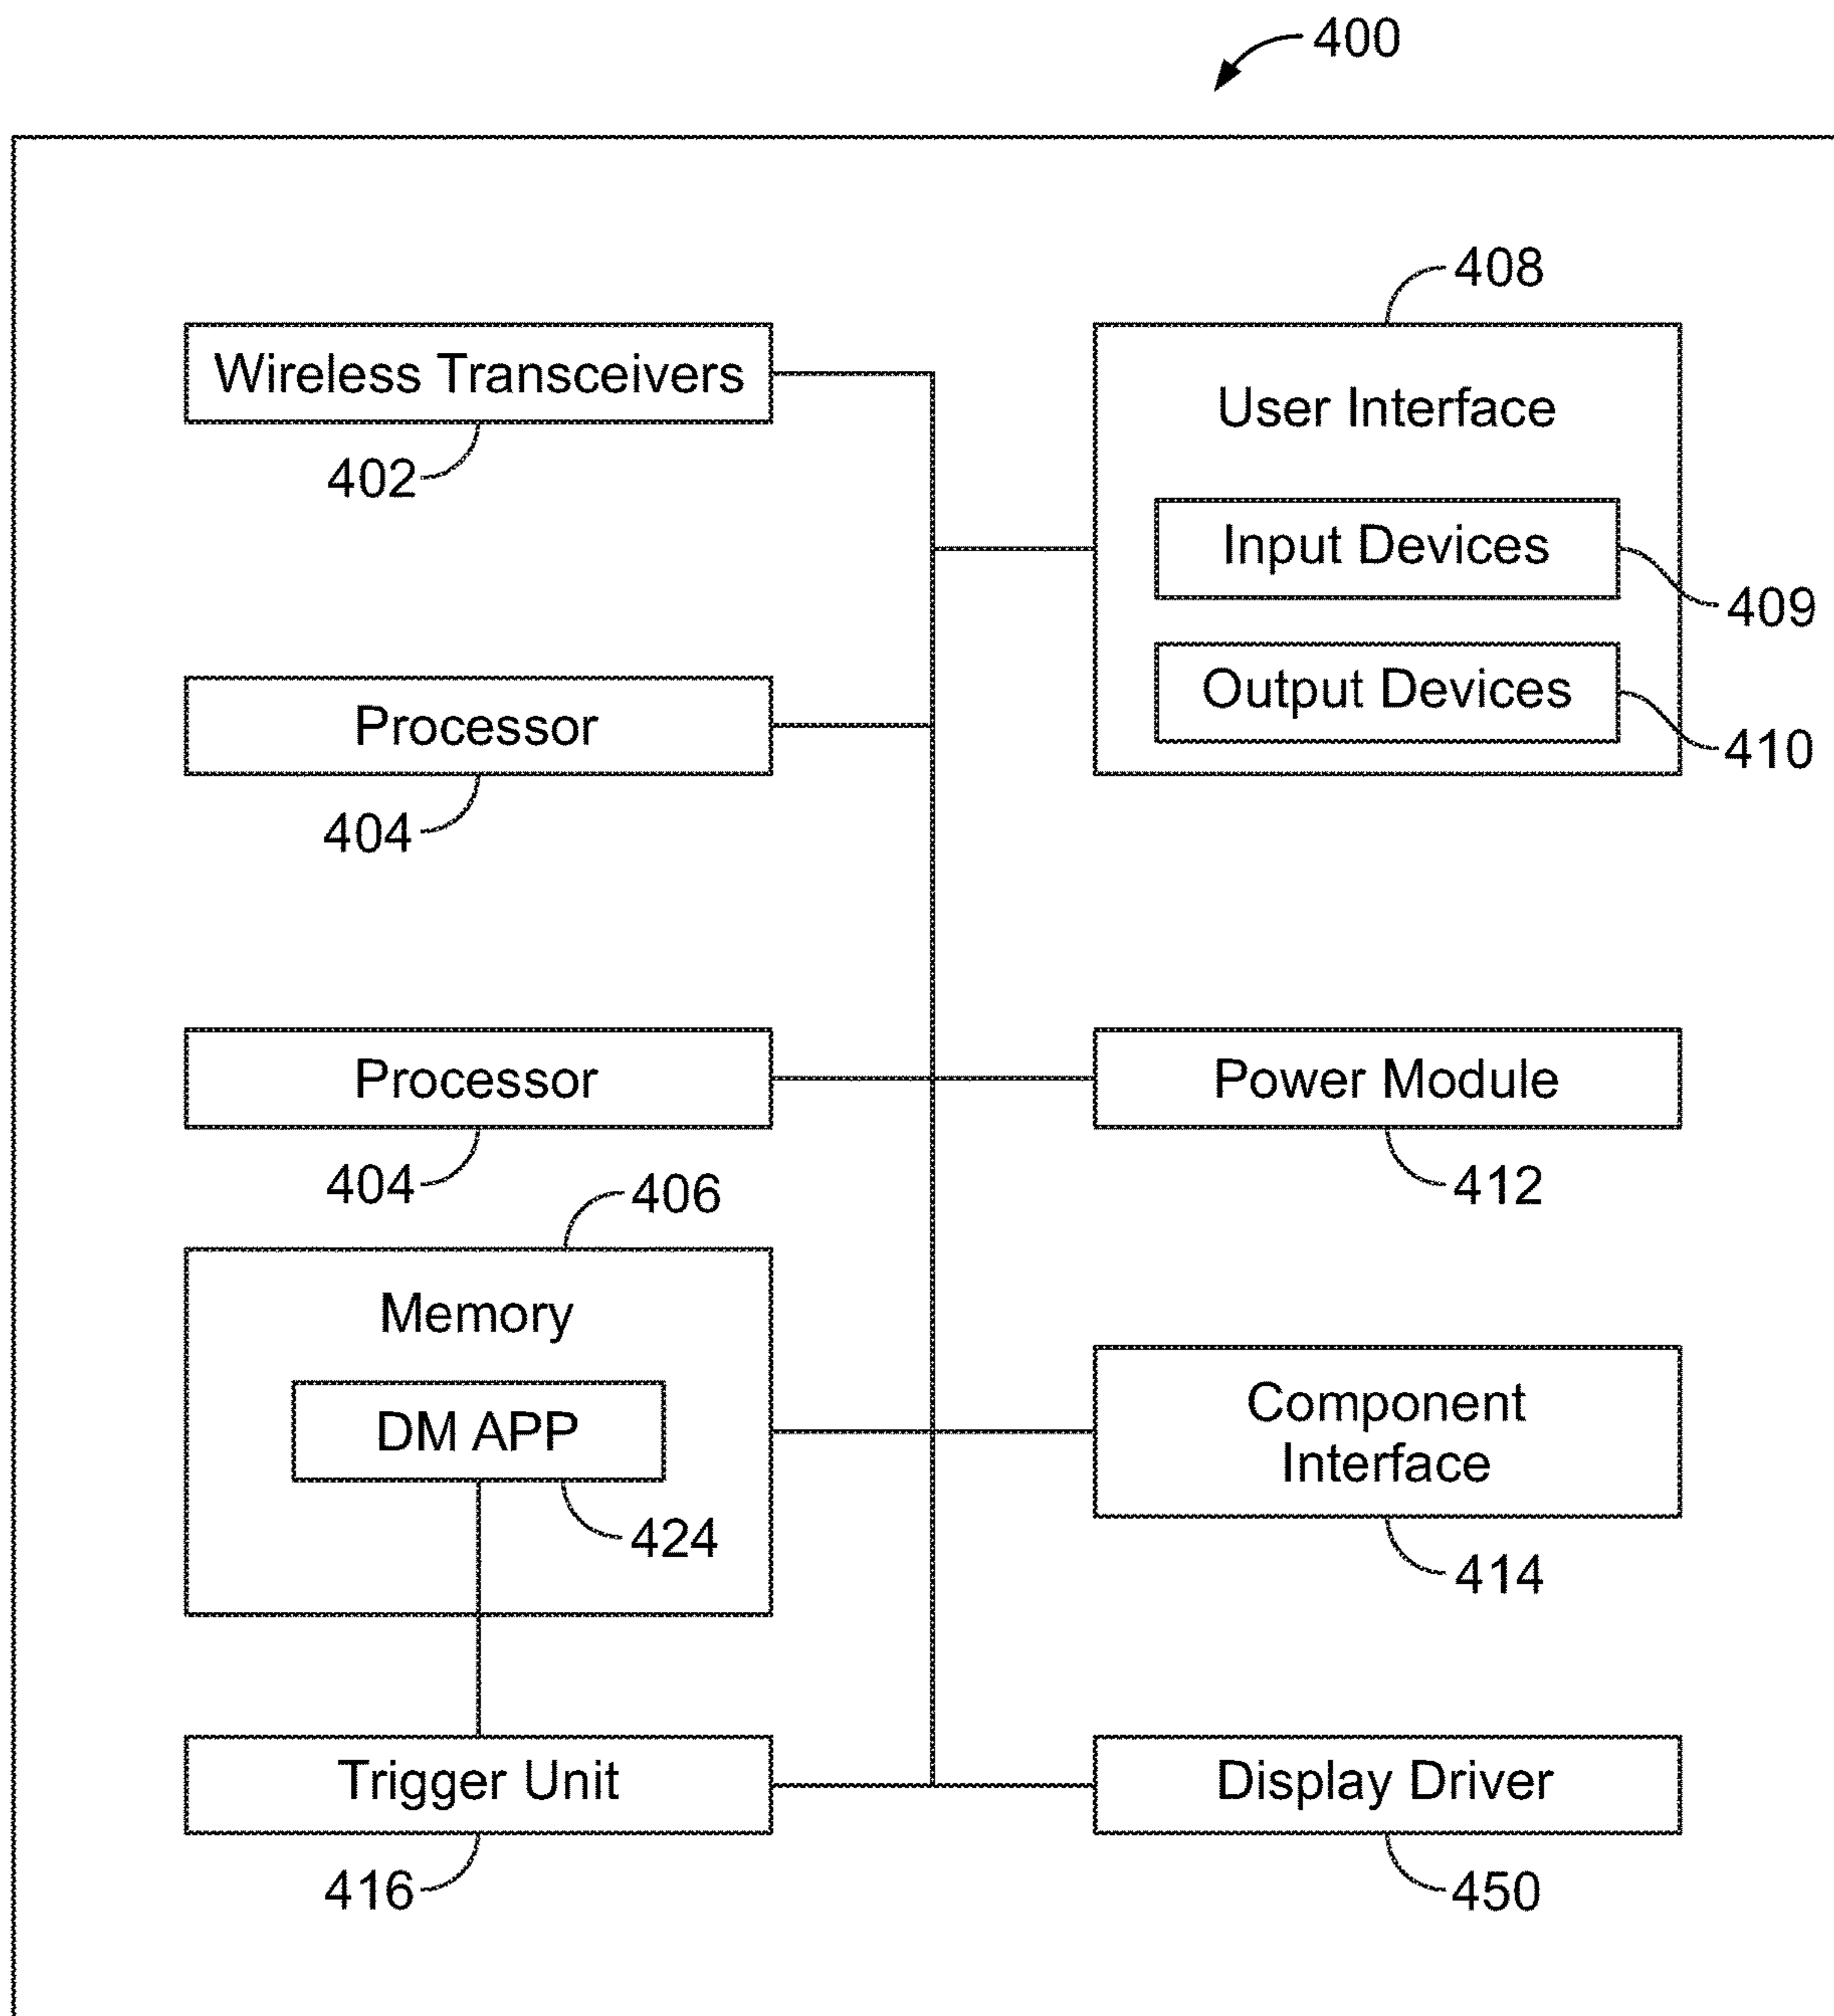 400
408
Wireless Transceivers
402
User Interface
Input Devices
409
Output Devices
410
Processor
404
Processor
404
Power Module
412
406
Memory
DM APP
424
Component
Interface
414
Trigger Unit
416
Display Driver
450